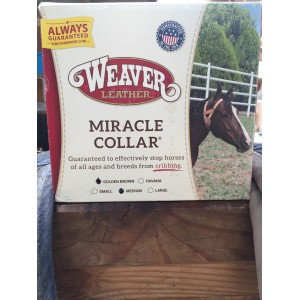 ALWAYS
GUARANTEED
WEAVER
LEATHER
MIRACLE
COLLAR®
Guaranteed to effectively stop horses
of all ages and breeds from cribbing.
GOLDEN BROWN HAVANA
SMALL MEDIUM LARGE